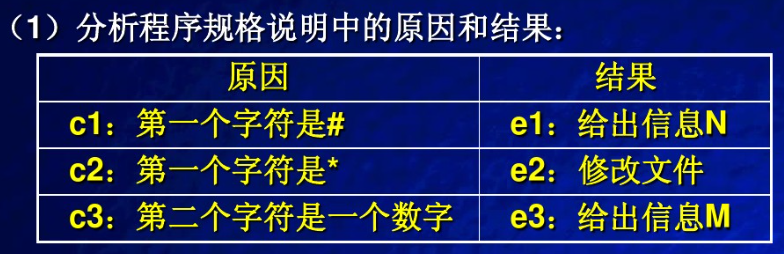 （1）分析程序规格说明中的原因和结果：
原因 结果
c1：第一个字符是# e1：给出信息N
c2：第一个字符是* e2：修改文件
c3：第二个字符是一个数字 e3：给出信息M